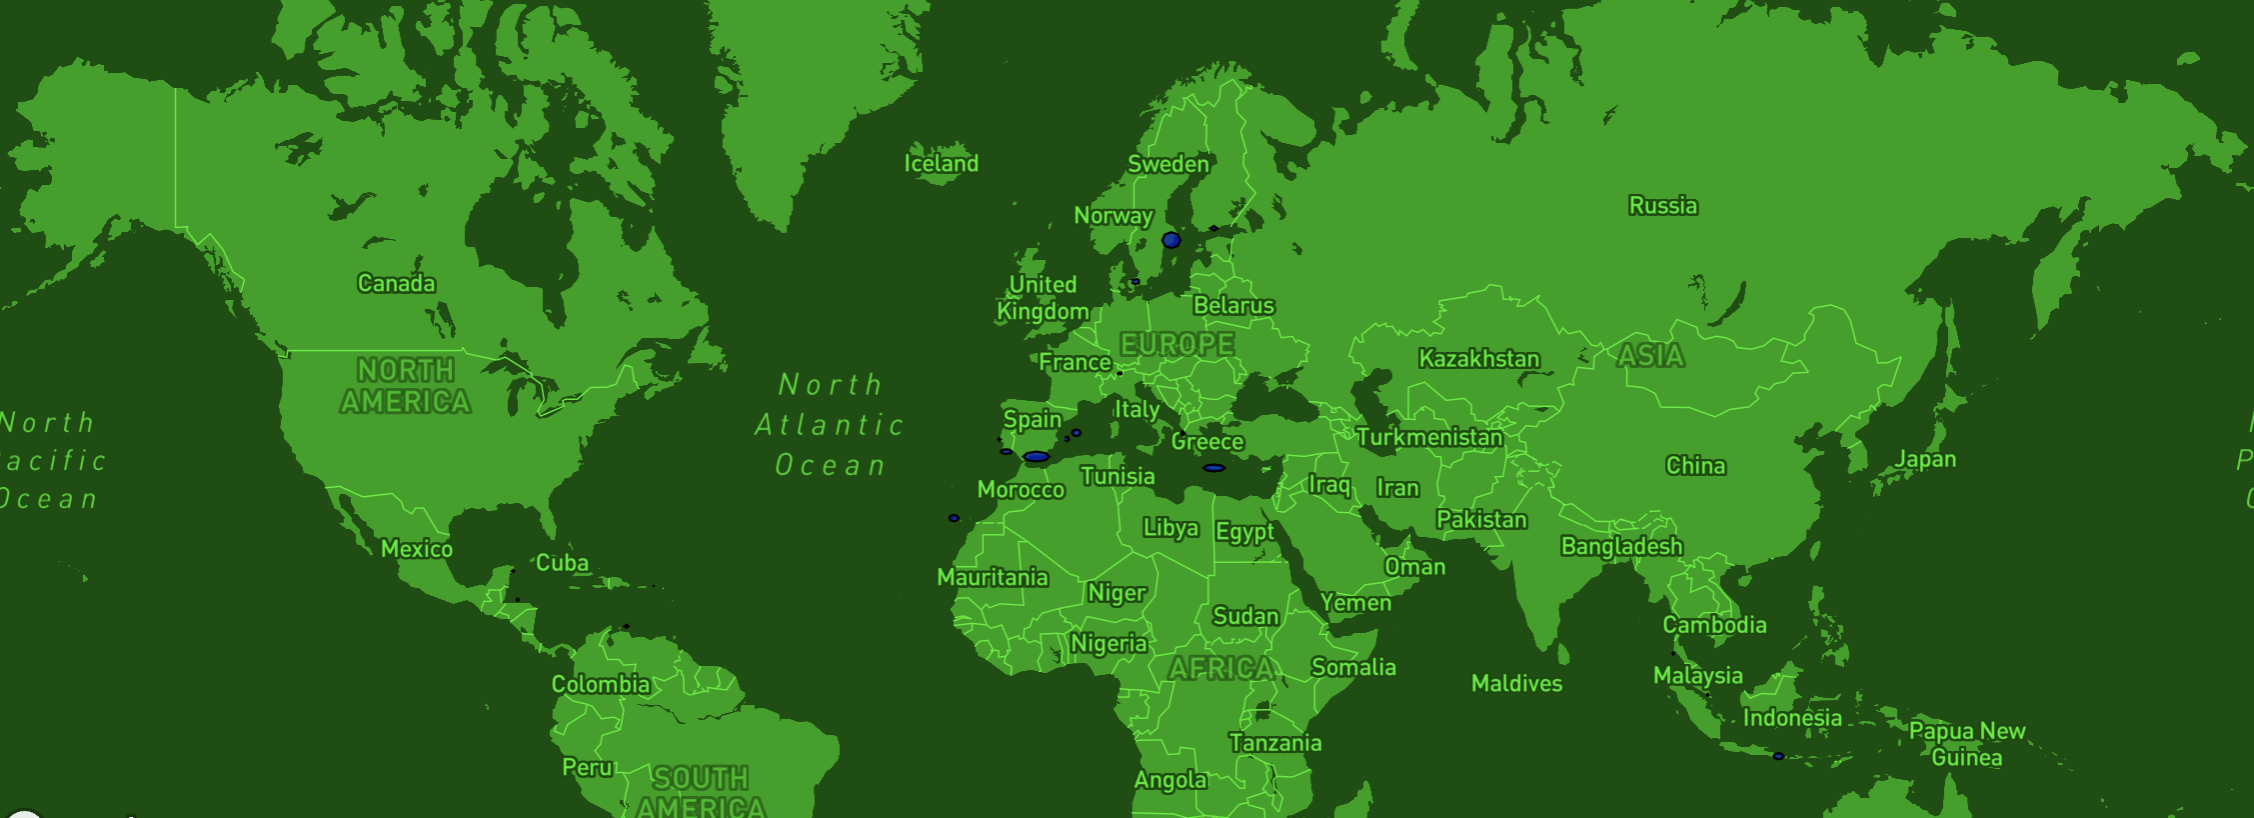 Iceland
Sweden
Norway
Russia
Canada
United
Kingdom
Belarus
EUROPE
France
Kazakhstan
ASIA
NORTH
AMERICA
North
Atlantic
Ocean
North
acific
Ocean
Spain
Italy
Greece
Turkmenistan
China
Japan
Morocco
Tunisia
Iraq
Iran
Pakistan
Libya
Egypt
Bangladesh
Mexico
Cuba
Mauritania
Niger
Oman
Yemen
Sudan
Nigeria
Cambodia
AFRICA
Somalia
Maldives
Malaysia
Colombia
Indonesia
Papua New
Guinea
Tanzania
Peru
SOUTH
AMERICA
Angola